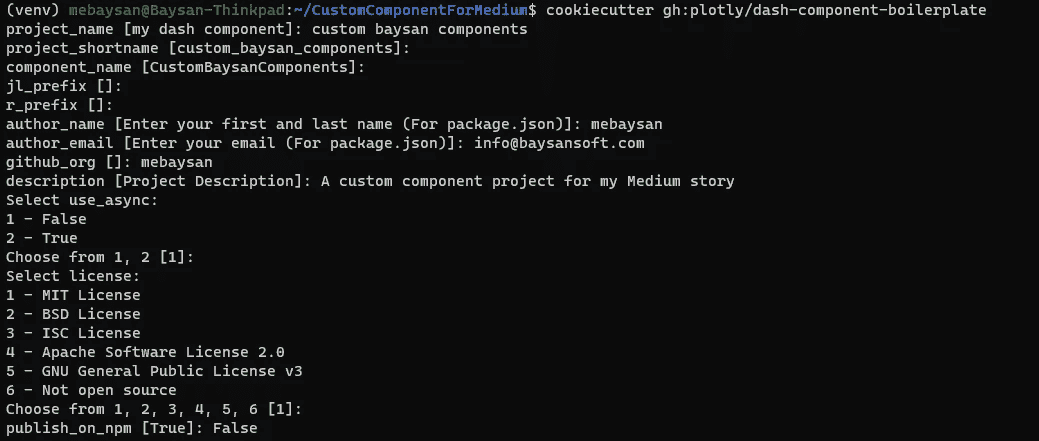 (venv) mebaysan@Baysan-Thinkpad:~/CustomComponentForMedium$ cookiecutter gh:plotly/dash-component-boilerplate
project_name [my dash component]: custom baysan components
project_shortname [custom_baysan_components]:
component_name [CustomBaysanComponents]:
jl_prefix []:
r_prefix []:
author_name [Enter your first and last name (For package.json)]: mebaysan
author_email [Enter your email (For package.json)]: info@baysansoft.com
github_org []: mebaysan
description [Project Description]: A custom component project for my Medium story
Select use_async:
1 - False
2 - True
Choose from 1, 2 [1]:
Select license:
1 - MIT License
2 - BSD License
3 - ISC License
4 - Apache Software License 2.0
5 - GNU General Public License v3
6 - Not open source
Choose from 1, 2, 3, 4, 5, 6 [1]:
publish_on_npm [True]: False